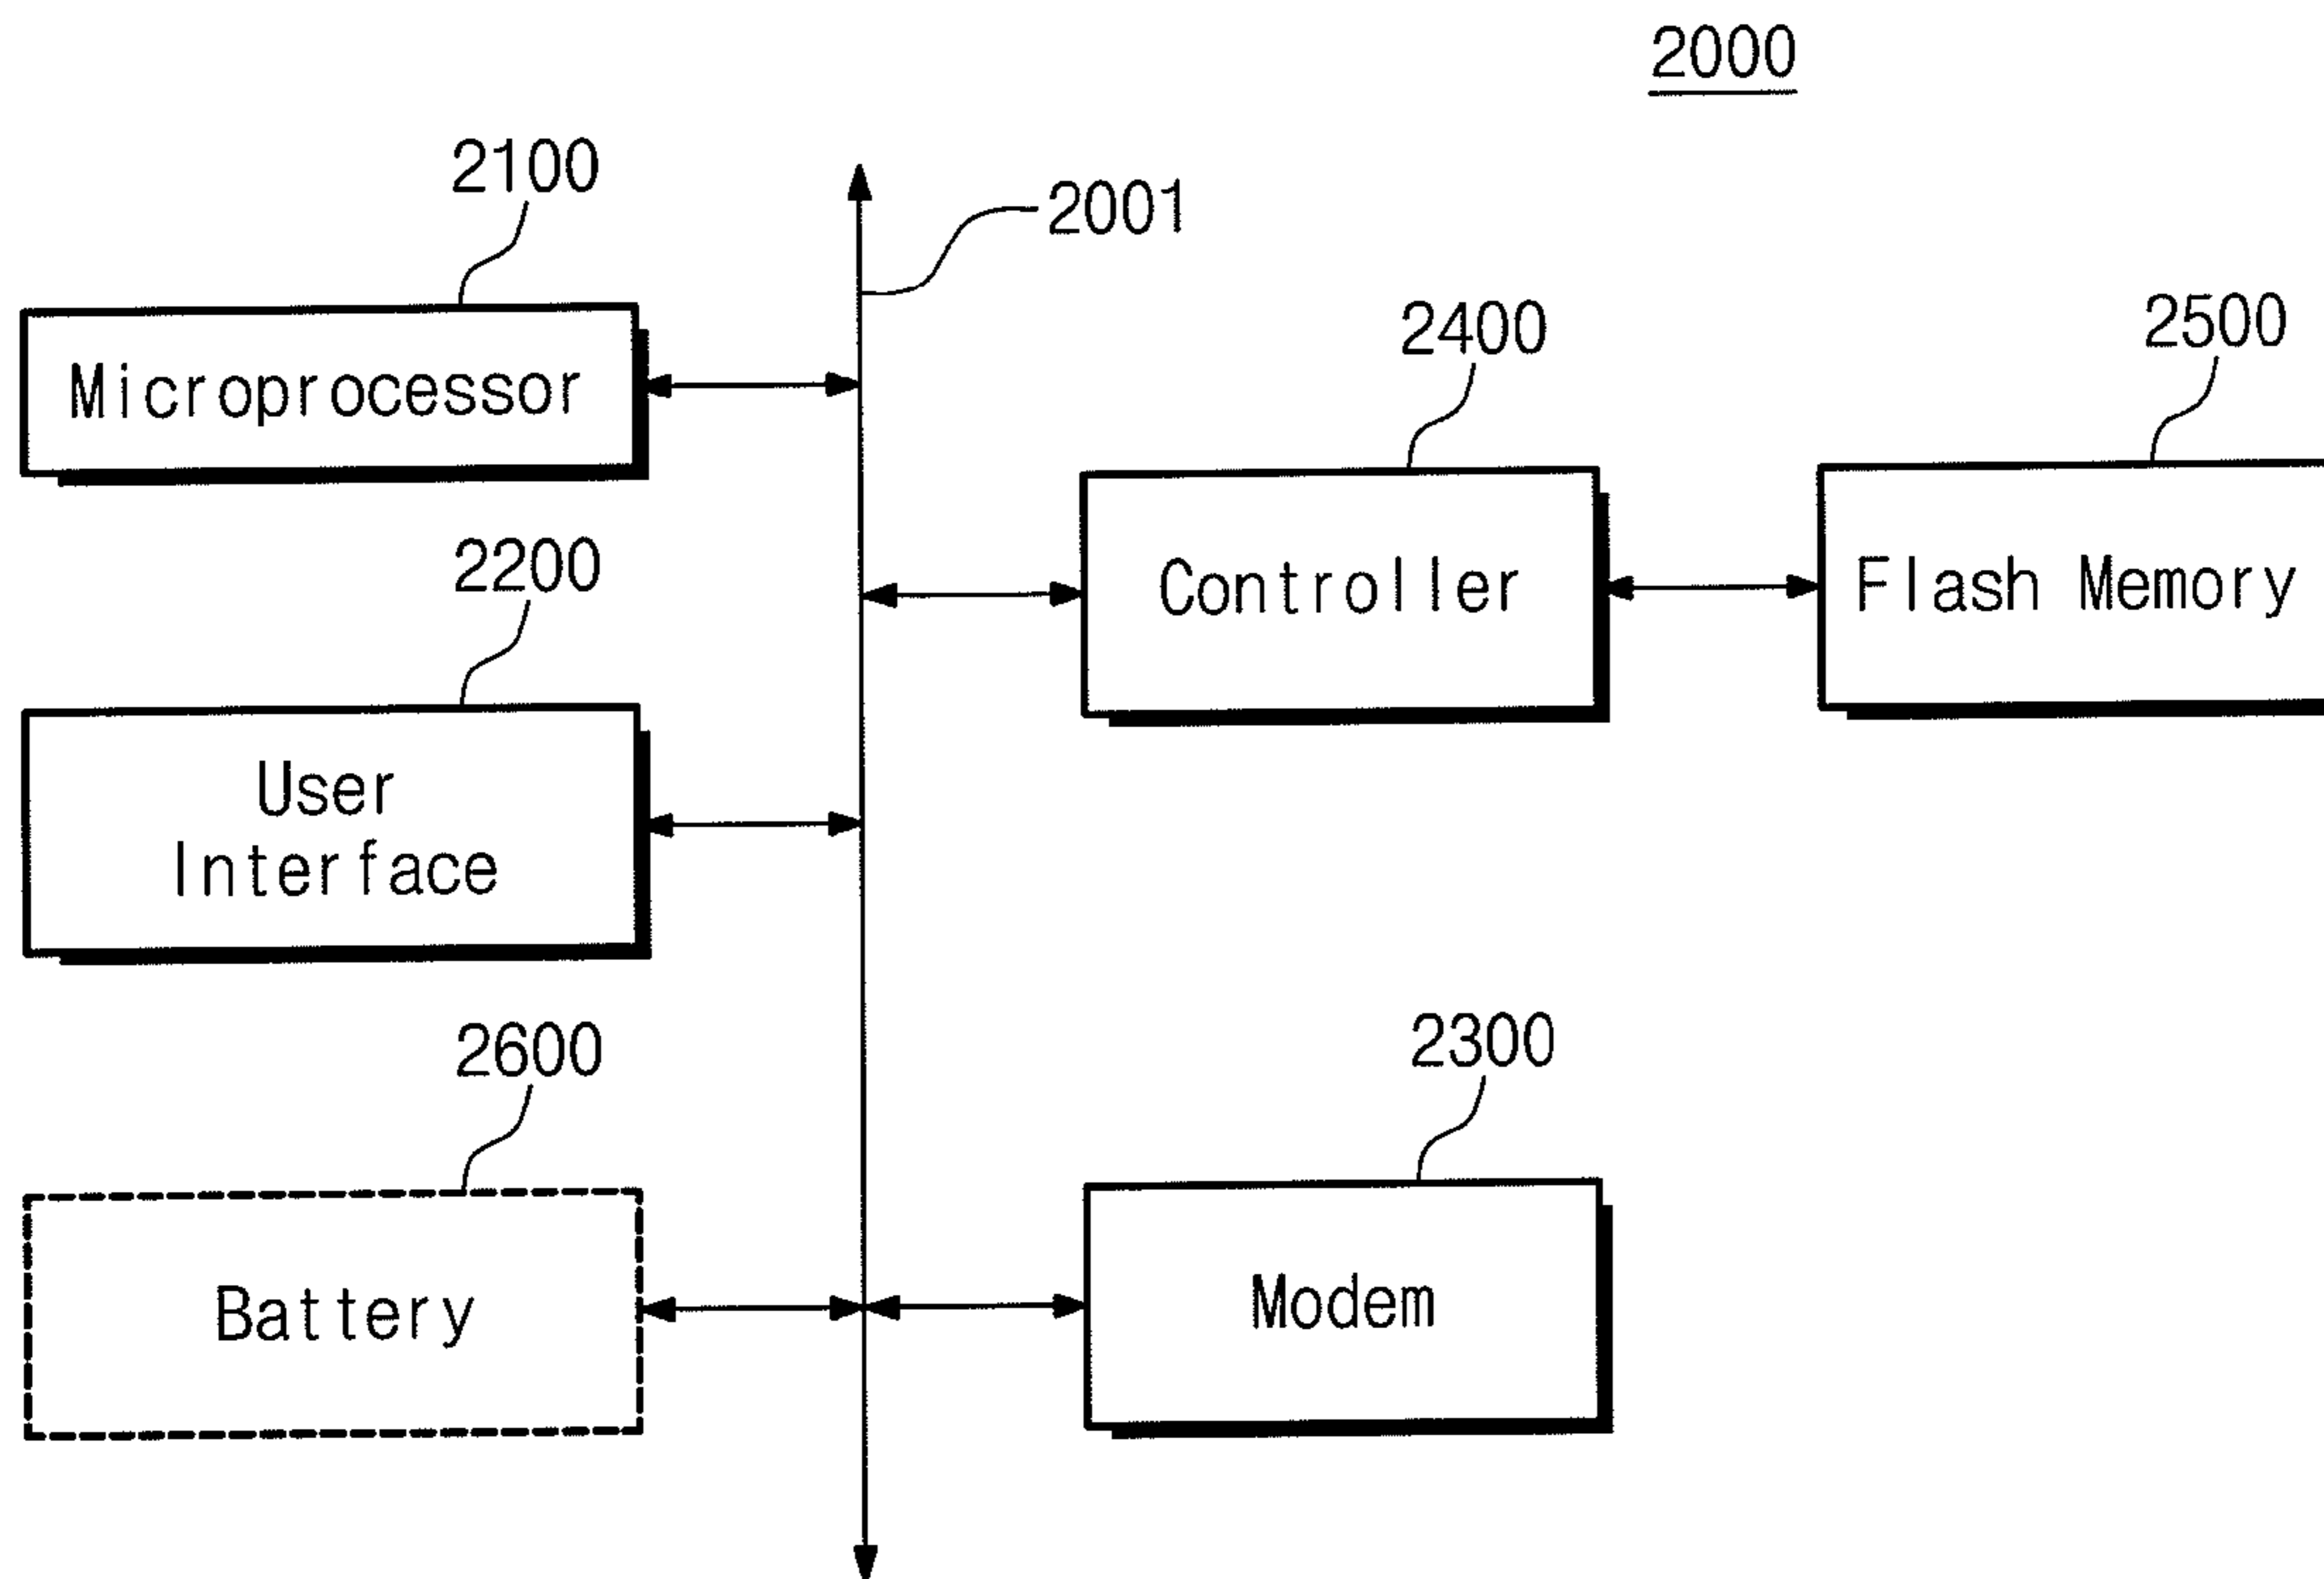 2000
2100
2001
Microprocessor
2400
2500
Controller
Flash Memory
2200
User
Interface
2600
2300
Battery
Modem